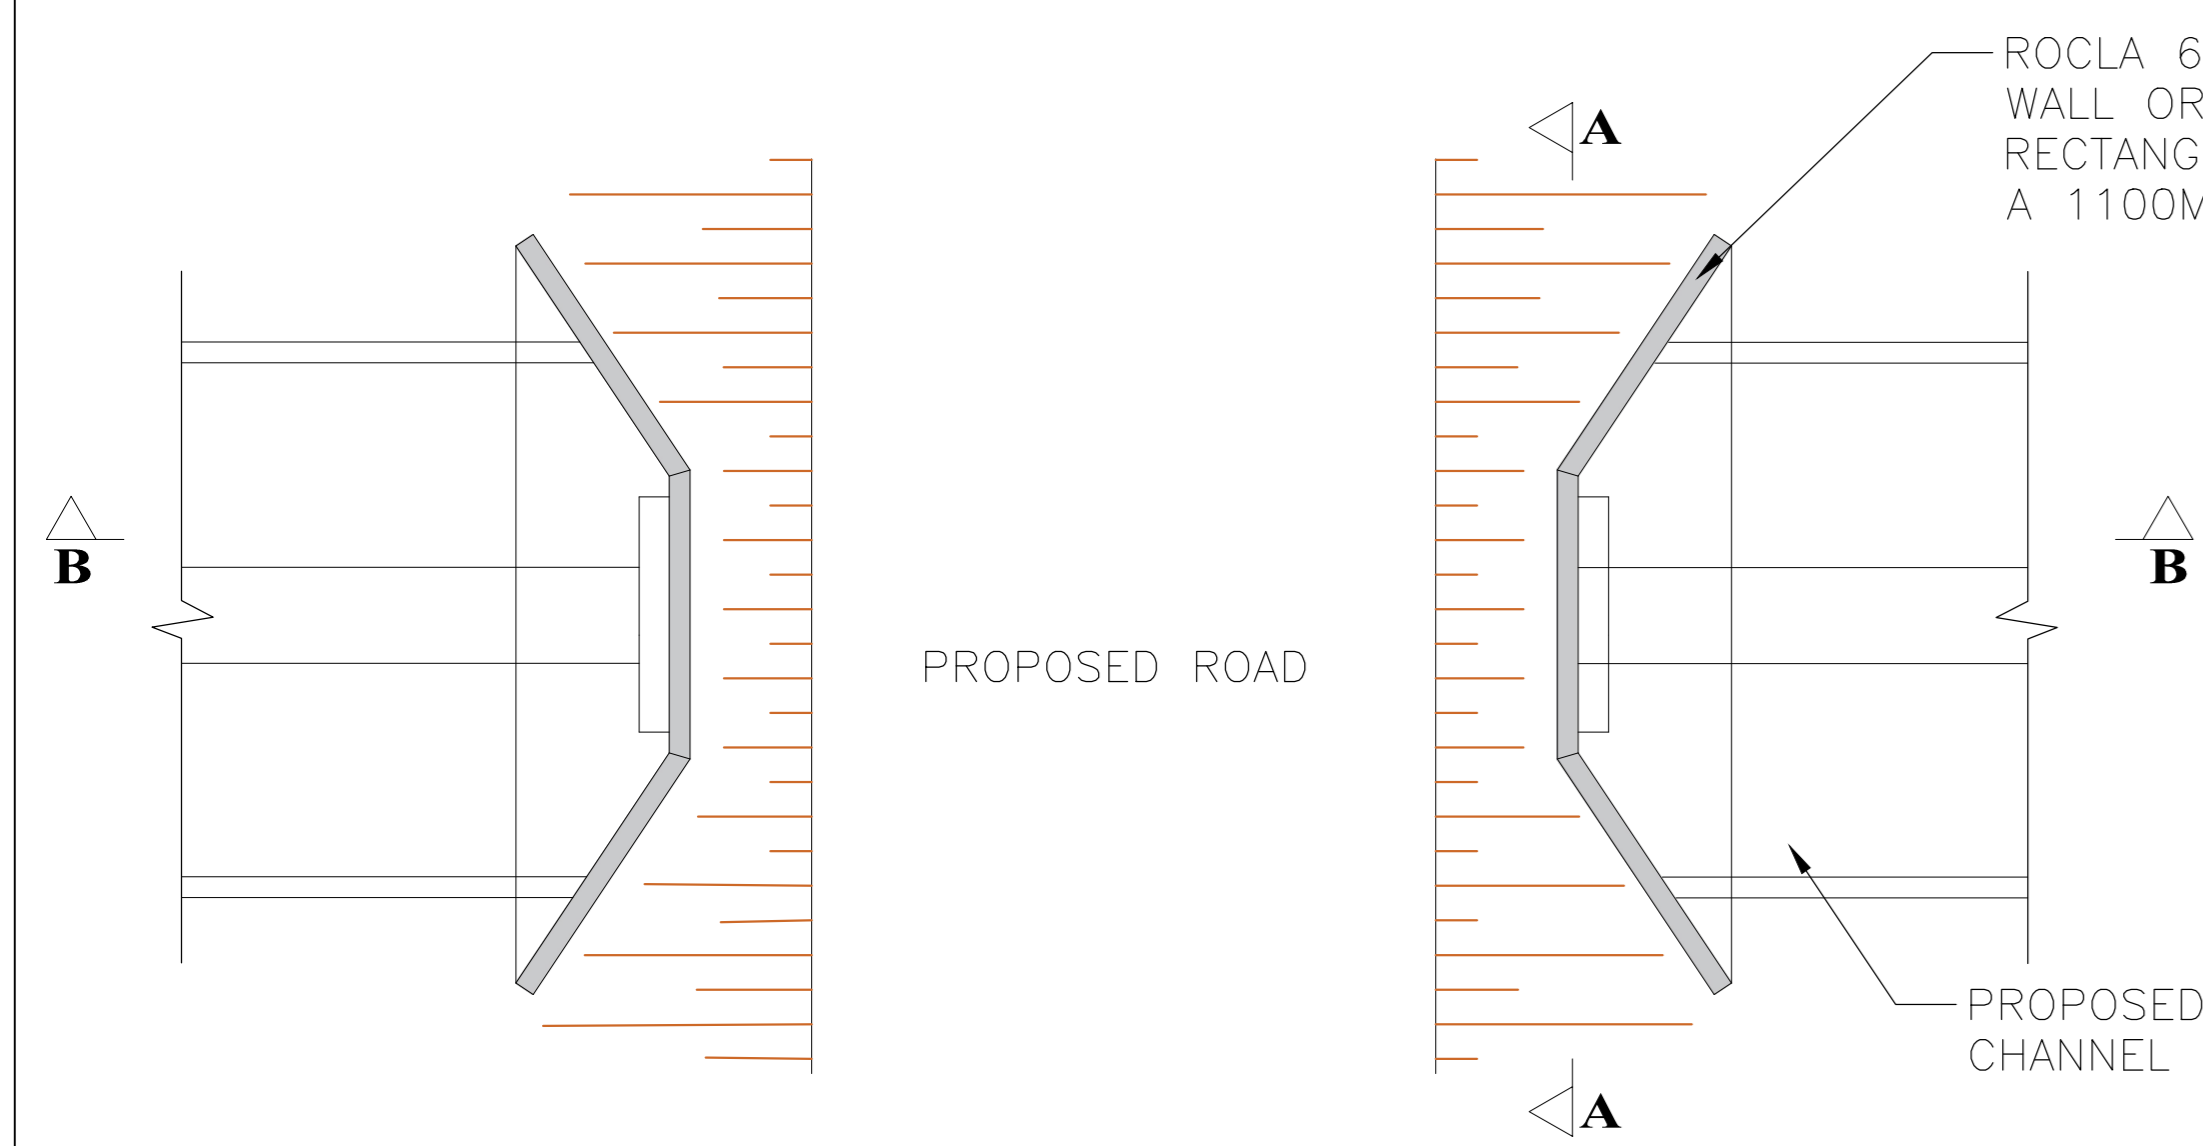 ROCLA 6
WALL OR
RECTANG
A 1100M
A
B
B
PROPOSED ROAD
PROPOSED
CHANNEL
A